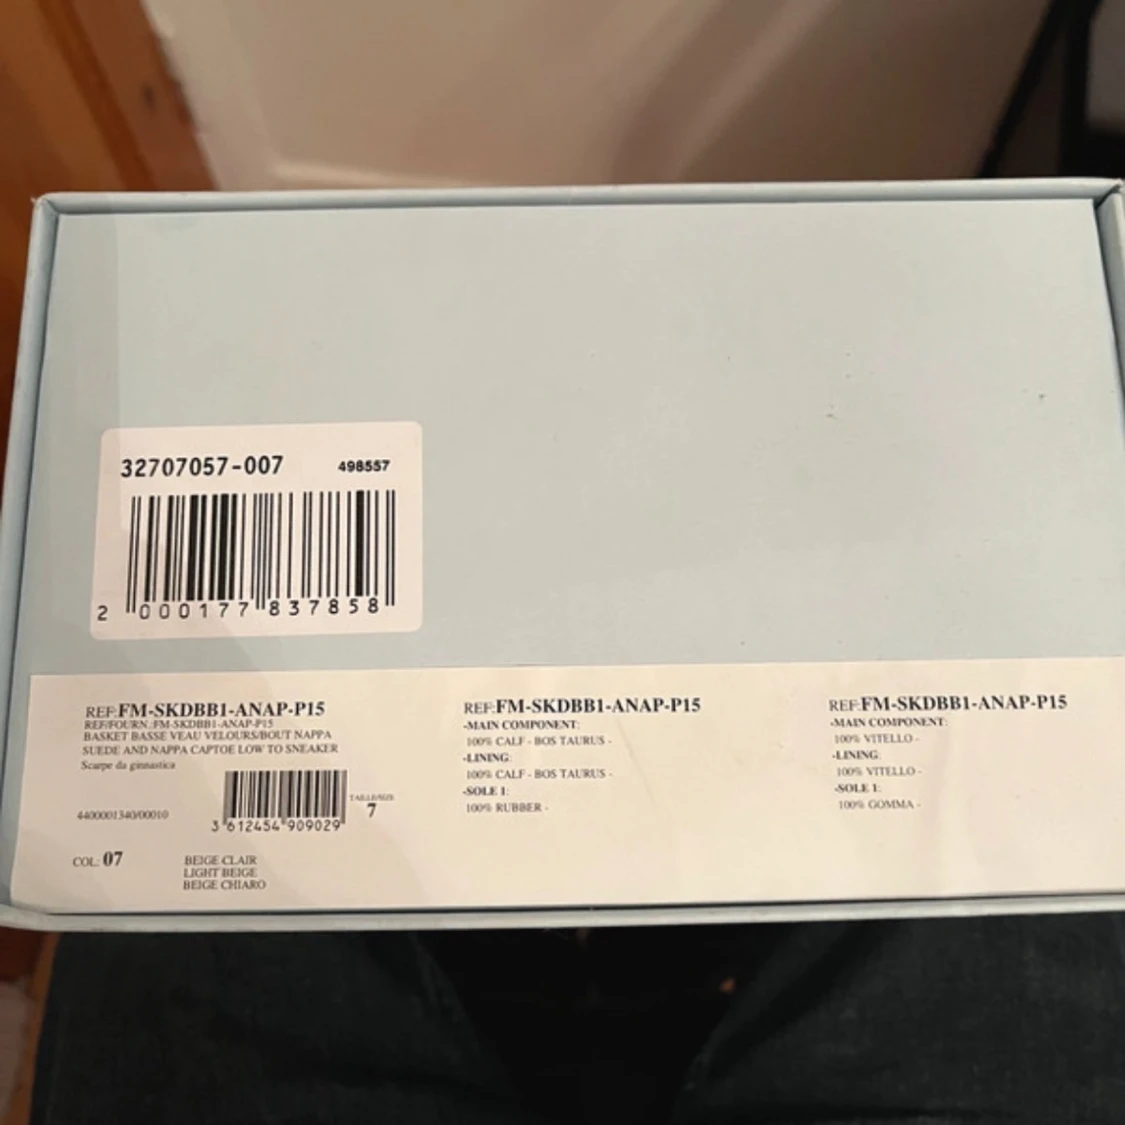 32707057-007 498557
2 000177 837858
REF:FM-SKDBB1-ANAP-P15
REF/FOURN.:FM-SKDBB1-ANAP-P15
BASKET BASSE VEAU VELOURS/BOUT NAPPA
SUEDE AND NAPPA CAPTOE LOW TO SNEAKER
Scarpe da ginnastica
TAILLE/SIZE
7
4400001340/00010
3 612454 909029
COL: 07
BEIGE CLAIR
LIGHT BEIGE
BEIGE CHIARO
REF:FM-SKDBB1-ANAP-P15
-MAIN COMPONENT:
100% CALF - BOS TAURUS -
-LINING:
100% CALF - BOS TAURUS -
-SOLE 1:
100% RUBBER -
REF:FM-SKDBB1-ANAP-P15
-MAIN COMPONENT:
100% VITELLO -
-LINING:
100% VITELLO -
-SOLE 1:
100% GOMMA -